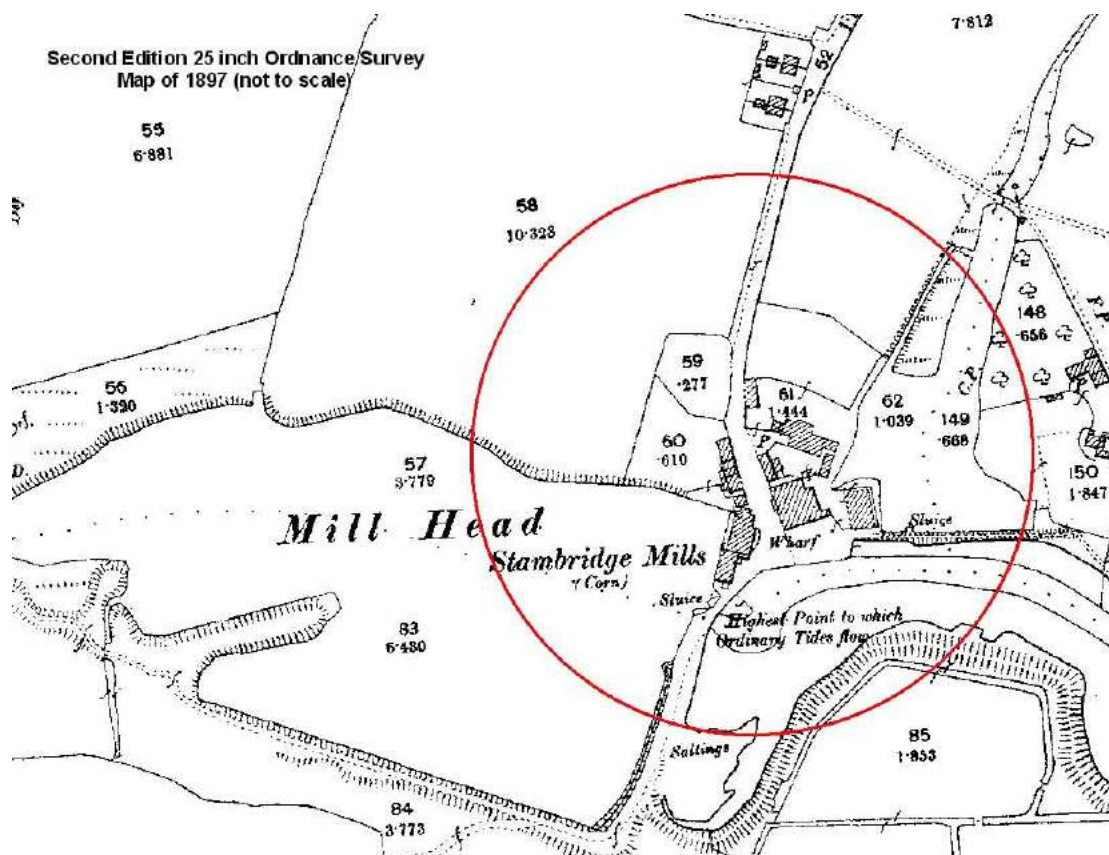 Second Edition 25 inch Ordnance Survey
Map of 1897 (not to scale)
7·812
52
P
55
6·881
58
10·323
148
·656
F. P.
59
·277
56
1·320
61
1·444
62
1·039
C.P.
149
·668
60
·610
P
57
3·779
150
1·847
Mill Head
Sluice
Wharf
Stambridge Mills
(Corn)
Sluice
Highest Point to which
Ordinary Tides flow
83
6·430
85
1·853
Saltings
84
3·773